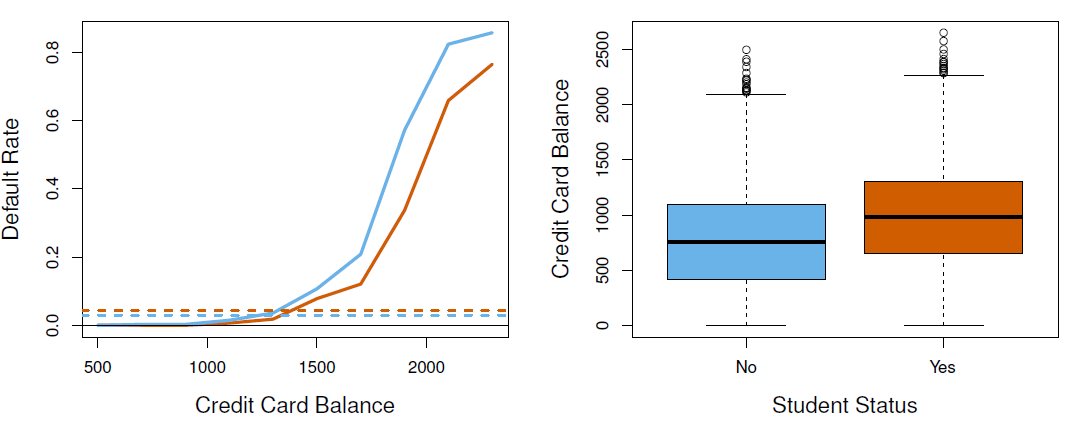 Default Rate
0.0 0.2 0.4 0.6 0.8
500 1000 1500 2000
Credit Card Balance
Credit Card Balance
0 500 1000 1500 2000 2500
No Yes
Student Status